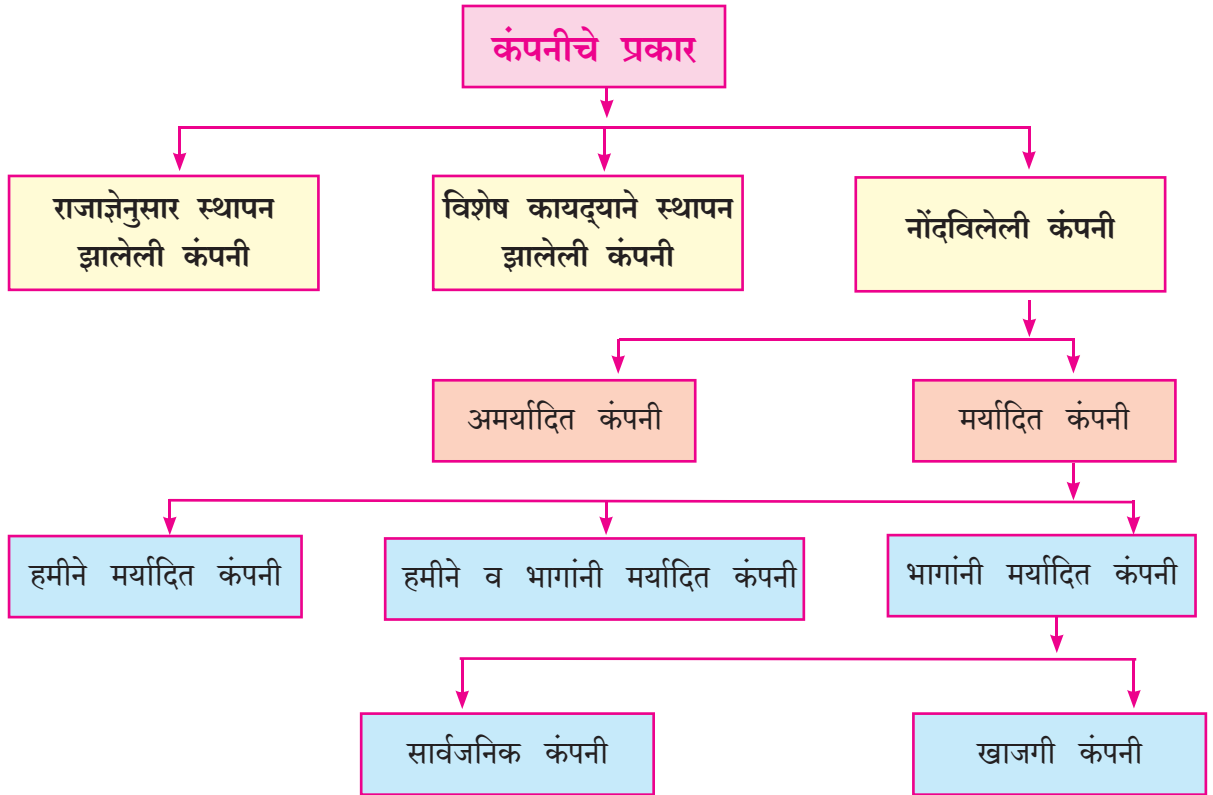 कंपनीचे प्रकार
राजाज्ञेनुसार स्थापन
झालेली कंपनी
विशेष कायद्‌याने स्थापन
झालेली कंपनी
नोंदविलेली कंपनी
अमर्यादित कंपनी
मर्यादित कंपनी
हमीने मर्यादित कंपनी
हमीने व भागांनी मर्यादित कंपनी
भागांनी मर्यादित कंपनी
सार्वजनिक कंपनी
खाजगी कंपनी